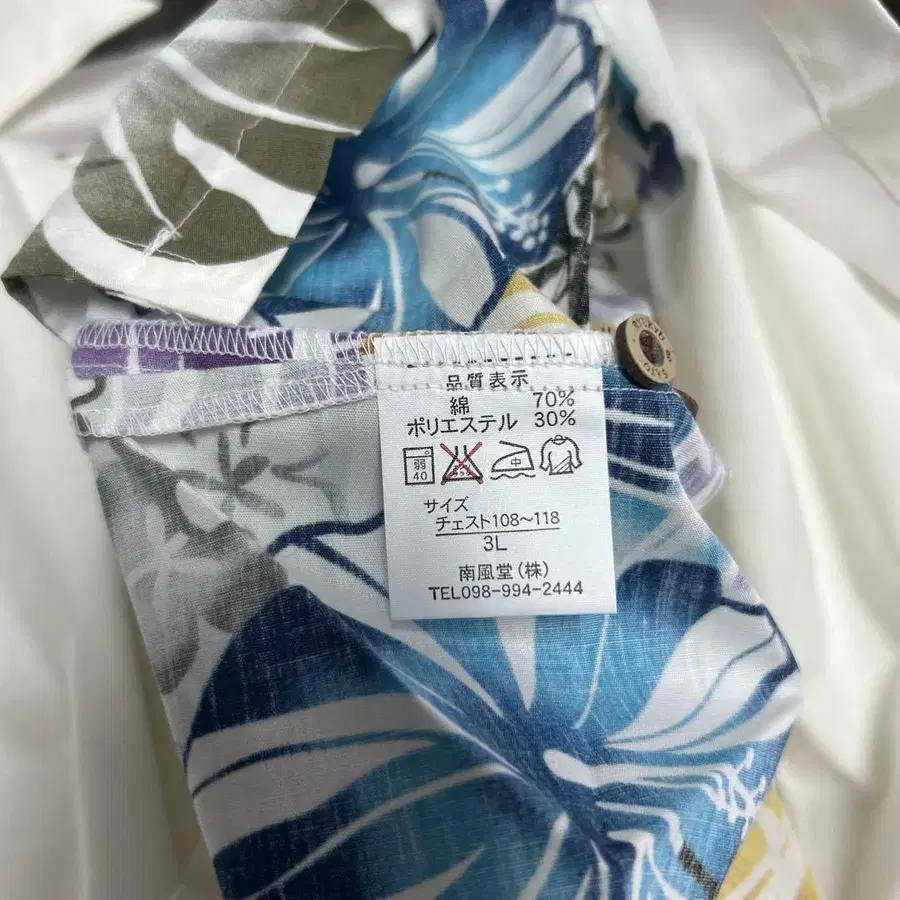 品質表示
綿 70%
ポリエステル 30%
弱
40
中
サイズ
チェスト108~118
3L
南風堂(株)
TEL098-994-2444